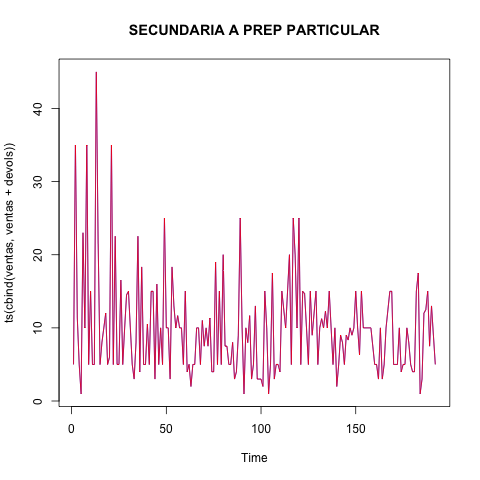 SECUNDARIA A PREP PARTICULAR
ts(cbind(ventas, ventas + devols))
40
30
20
10
0
0 50 100 150
Time